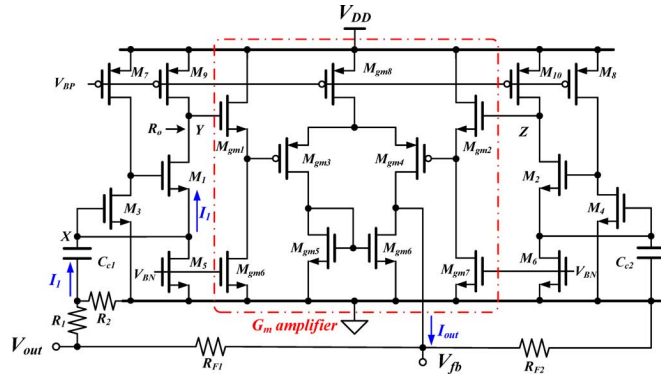 V_DD
M_7 M_9 M_gm8 M_10 M_8
V_BP
R_o Y M_gm1 M_gm2 Z
M_gm3 M_gm4
M_1 M_2
M_3 I_1 M_4
X M_gm5 M_gm6
C_c1 V_BN M_5 M_gm6 M_gm7 M_6 V_BN C_c2
I_1
R_1 R_2 G_m amplifier I_out
V_out R_F1 V_fb R_F2